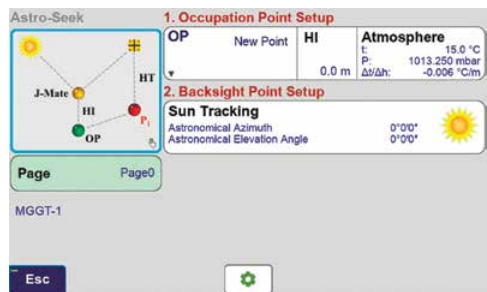 Astro-Seek
1. Occupation Point Setup
OP New Point
HI
0.0 m
Atmosphere
t: 15.0 °C
P: 1013.250 mbar
Δt/Δh: -0.006 °C/m
HT
J-Mate
HI
P₁
OP
2. Backsight Point Setup
Sun Tracking
Astronomical Azimuth 0°0'0"
Astronomical Elevation Angle 0°0'0"
Page Page0
MGGT-1
Esc